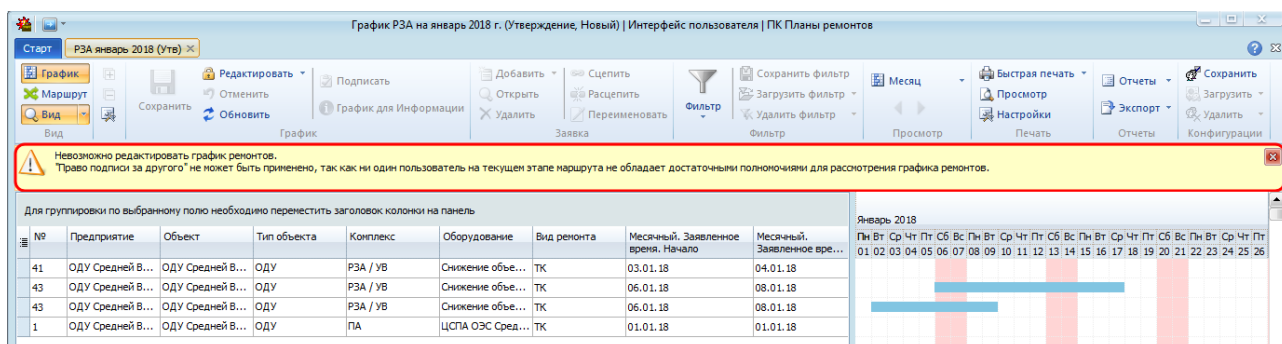 График РЗА на январь 2018 г. (Утверждение, Новый) | Интерфейс пользователя | ПК Планы ремонтов
Старт РЗА январь 2018 (Утв)
График Редактировать Подписать Добавить Сцепить Сохранить фильтр Месяц Быстрая печать Отчеты Сохранить
Маршрут Сохранить Отменить Открыть Расцепить Фильтр Загрузить фильтр Просмотр Загрузить
Вид Обновить График для Информации Удалить Переименовать Удалить фильтр Настройки Экспорт Удалить
Вид График Заявка Фильтр Просмотр Печать Отчеты Конфигурации
Невозможно редактировать график ремонтов.
"Право подписи за другого" не может быть применено, так как ни один пользователь на текущем этапе маршрута не обладает достаточными полномочиями для рассмотрения графика ремонтов.
Для группировки по выбранному полю необходимо переместить заголовок колонки на панель
Январь 2018
№ Предприятие Объект Тип объекта Комплекс Оборудование Вид ремонта Месячный. Заявленное время. Начало Месячный. Заявленное вре...
Пн Вт Ср Чт Пт Сб Вс Пн Вт Ср Чт Пт Сб Вс Пн Вт Ср Чт Пт Сб Вс Пн Вт Ср Чт Пт
01 02 03 04 05 06 07 08 09 10 11 12 13 14 15 16 17 18 19 20 21 22 23 24 25 26
41 ОДУ Средней В... ОДУ Средней В... ОДУ РЗА / УВ Снижение объе... ТК 03.01.18 04.01.18
43 ОДУ Средней В... ОДУ Средней В... ОДУ РЗА / УВ Снижение объе... ТК 06.01.18 08.01.18
43 ОДУ Средней В... ОДУ Средней В... ОДУ РЗА / УВ Снижение объе... ТК 06.01.18 08.01.18
1 ОДУ Средней В... ОДУ Средней В... ОДУ ПА ЦСПА ОЭС Сред... ТК 01.01.18 01.01.18